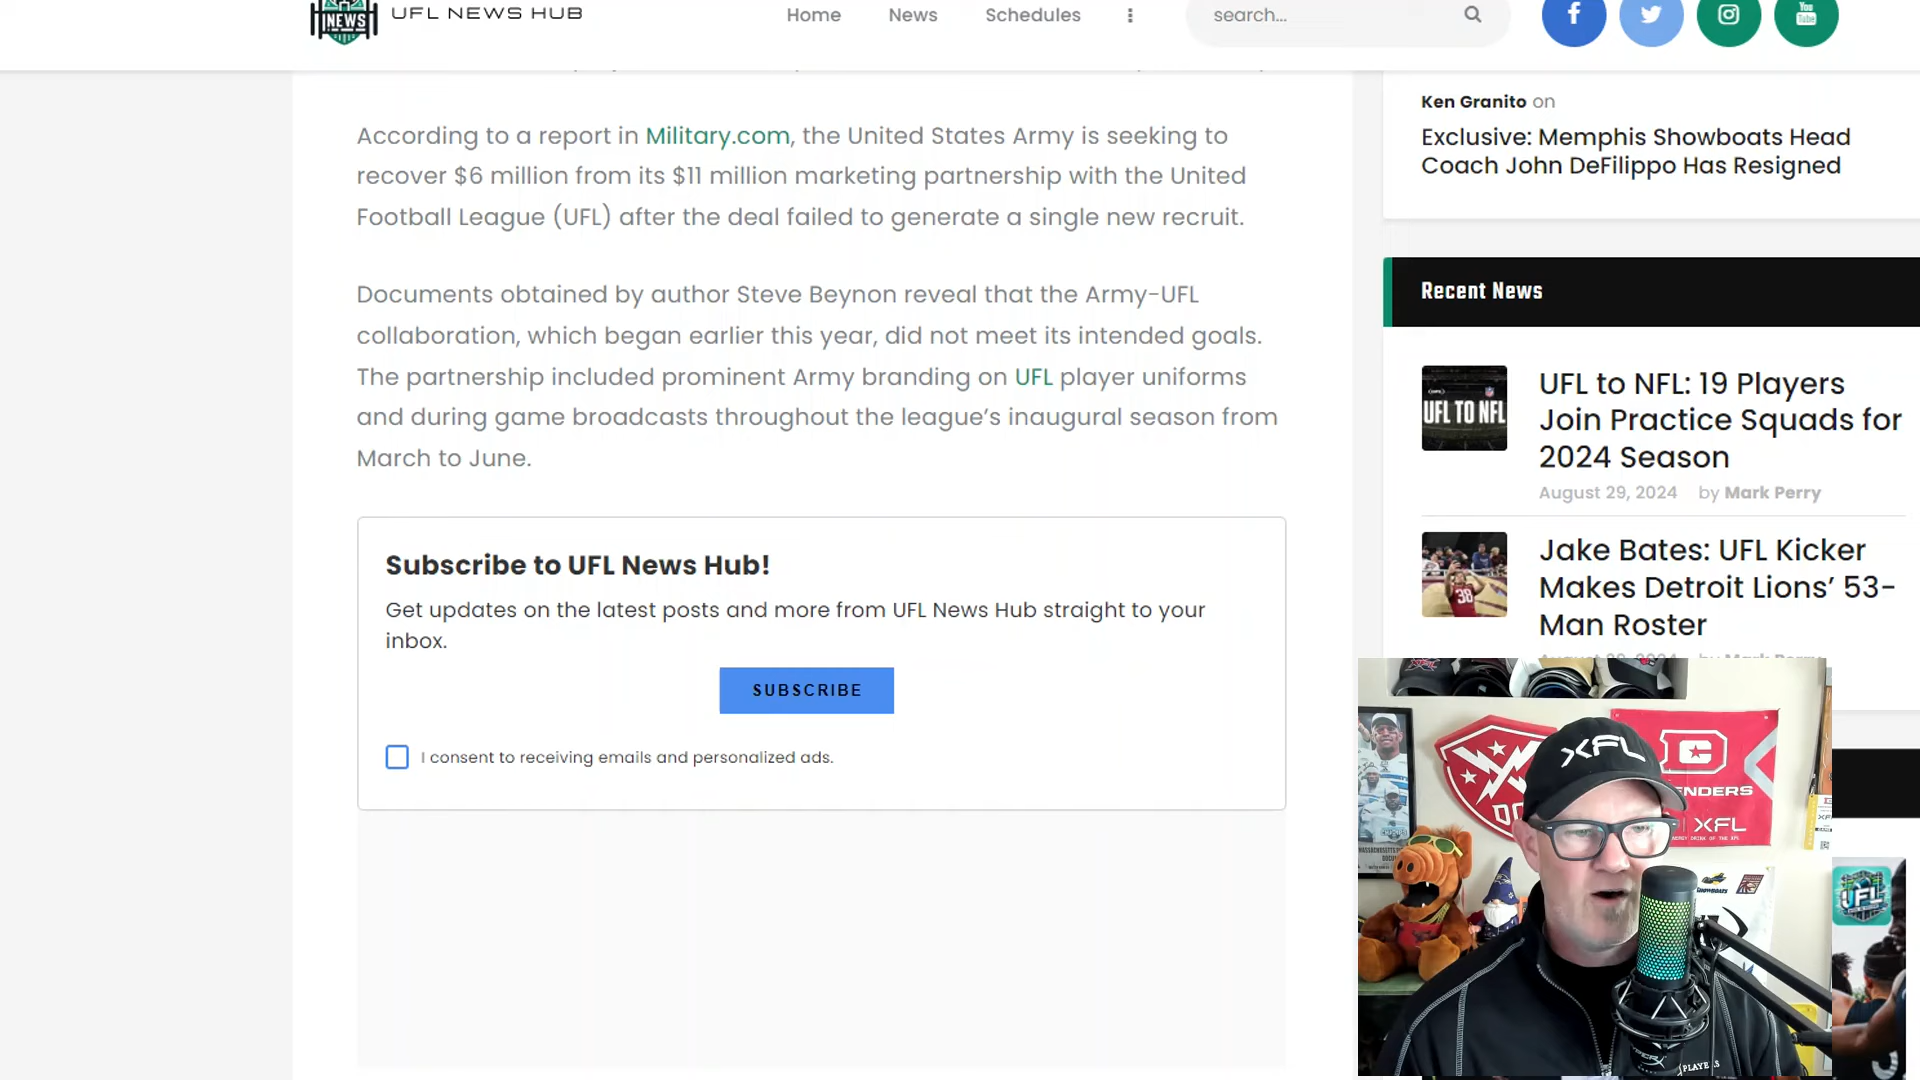 NEWS
UFL NEWS HUB
Home
News
Schedules
search...
You
Tube
According to a report in Military.com, the United States Army is seeking to
recover $6 million from its $11 million marketing partnership with the United
Football League (UFL) after the deal failed to generate a single new recruit.
Documents obtained by author Steve Beynon reveal that the Army-UFL
collaboration, which began earlier this year, did not meet its intended goals.
The partnership included prominent Army branding on UFL player uniforms
and during game broadcasts throughout the league’s inaugural season from
March to June.
Subscribe to UFL News Hub!
Get updates on the latest posts and more from UFL News Hub straight to your
inbox.
SUBSCRIBE
I consent to receiving emails and personalized ads.
Ken Granito on
Exclusive: Memphis Showboats Head
Coach John DeFilippo Has Resigned
Recent News
UFL TO NFL
UFL to NFL: 19 Players
Join Practice Squads for
2024 Season
August 29, 2024 by Mark Perry
38
Jake Bates: UFL Kicker
Makes Detroit Lions’ 53-
Man Roster
XFL
XFL
UFL